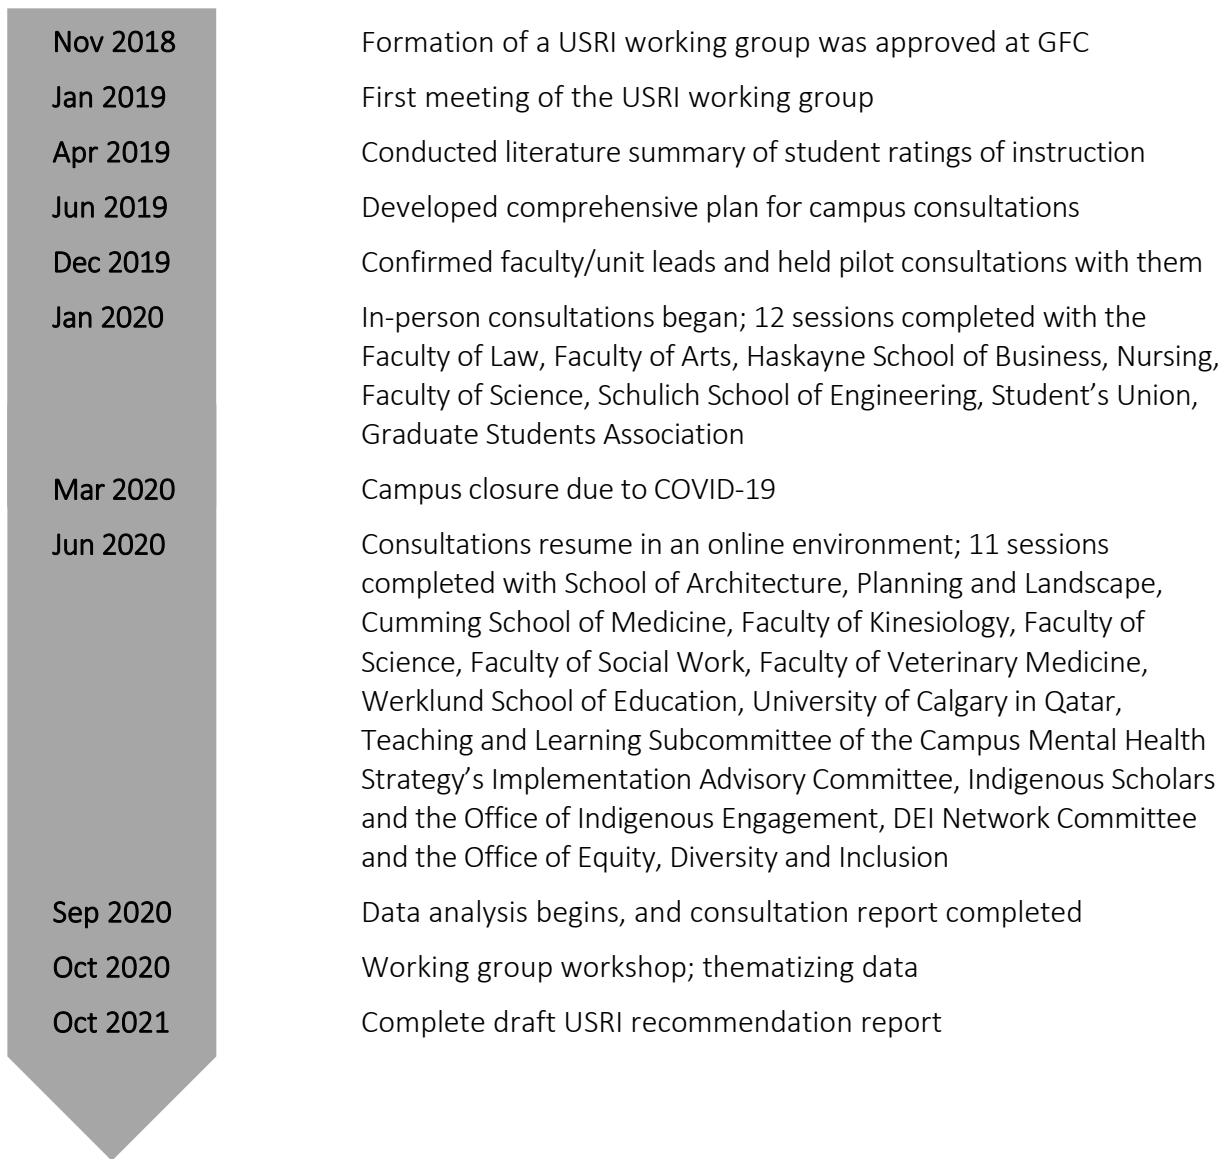 Nov 2018 Formation of a USRI working group was approved at GFC
Jan 2019 First meeting of the USRI working group
Apr 2019 Conducted literature summary of student ratings of instruction
Jun 2019 Developed comprehensive plan for campus consultations
Dec 2019 Confirmed faculty/unit leads and held pilot consultations with them
Jan 2020 In-person consultations began; 12 sessions completed with the
Faculty of Law, Faculty of Arts, Haskayne School of Business, Nursing,
Faculty of Science, Schulich School of Engineering, Student’s Union,
Graduate Students Association
Mar 2020 Campus closure due to COVID-19
Jun 2020 Consultations resume in an online environment; 11 sessions
completed with School of Architecture, Planning and Landscape,
Cumming School of Medicine, Faculty of Kinesiology, Faculty of
Science, Faculty of Social Work, Faculty of Veterinary Medicine,
Werklund School of Education, University of Calgary in Qatar,
Teaching and Learning Subcommittee of the Campus Mental Health
Strategy’s Implementation Advisory Committee, Indigenous Scholars
and the Office of Indigenous Engagement, DEI Network Committee
and the Office of Equity, Diversity and Inclusion
Sep 2020 Data analysis begins, and consultation report completed
Oct 2020 Working group workshop; thematizing data
Oct 2021 Complete draft USRI recommendation report